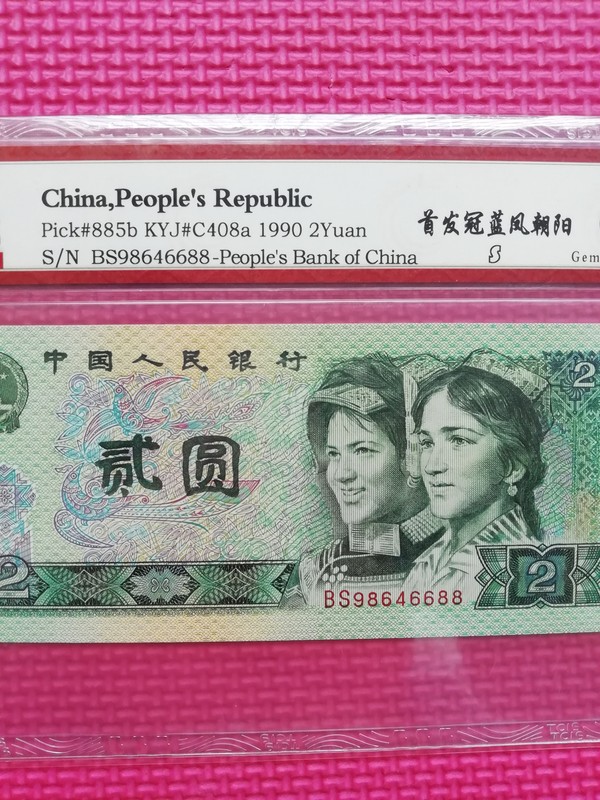 China,People's Republic
Pick#885b KYJ#C408a 1990 2Yuan
S/N BS98646688-People's Bank of China
首发冠蓝凤朝阳
S Gem
中国人民银行
2
贰圆
2
2
BS98646688